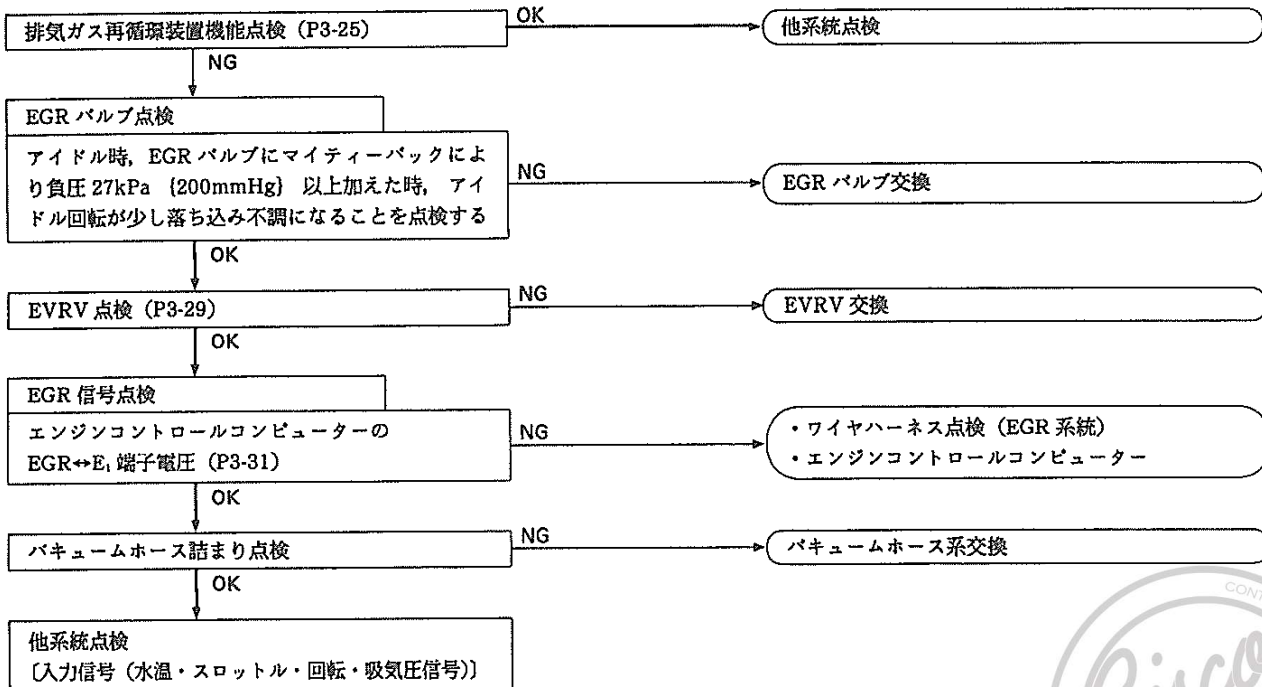 排気ガス再循環装置機能点検（P3-25）
OK
他系統点検
NG
EGR バルブ点検
アイドル時，EGR バルブにマイティーバックによ
り負圧 27kPa {200mmHg} 以上加えた時，アイ
ドル回転が少し落ち込み不調になることを点検する
NG
EGR バルブ交換
OK
EVRV 点検（P3-29）
NG
EVRV 交換
OK
EGR 信号点検
エンジンコントロールコンピューターの
EGR↔E₁ 端子電圧（P3-31）
NG
・ワイヤハーネス点検（EGR 系統）
・エンジンコントロールコンピューター
OK
バキュームホース詰まり点検
NG
バキュームホース系交換
OK
他系統点検
〔入力信号（水温・スロットル・回転・吸気圧信号）〕